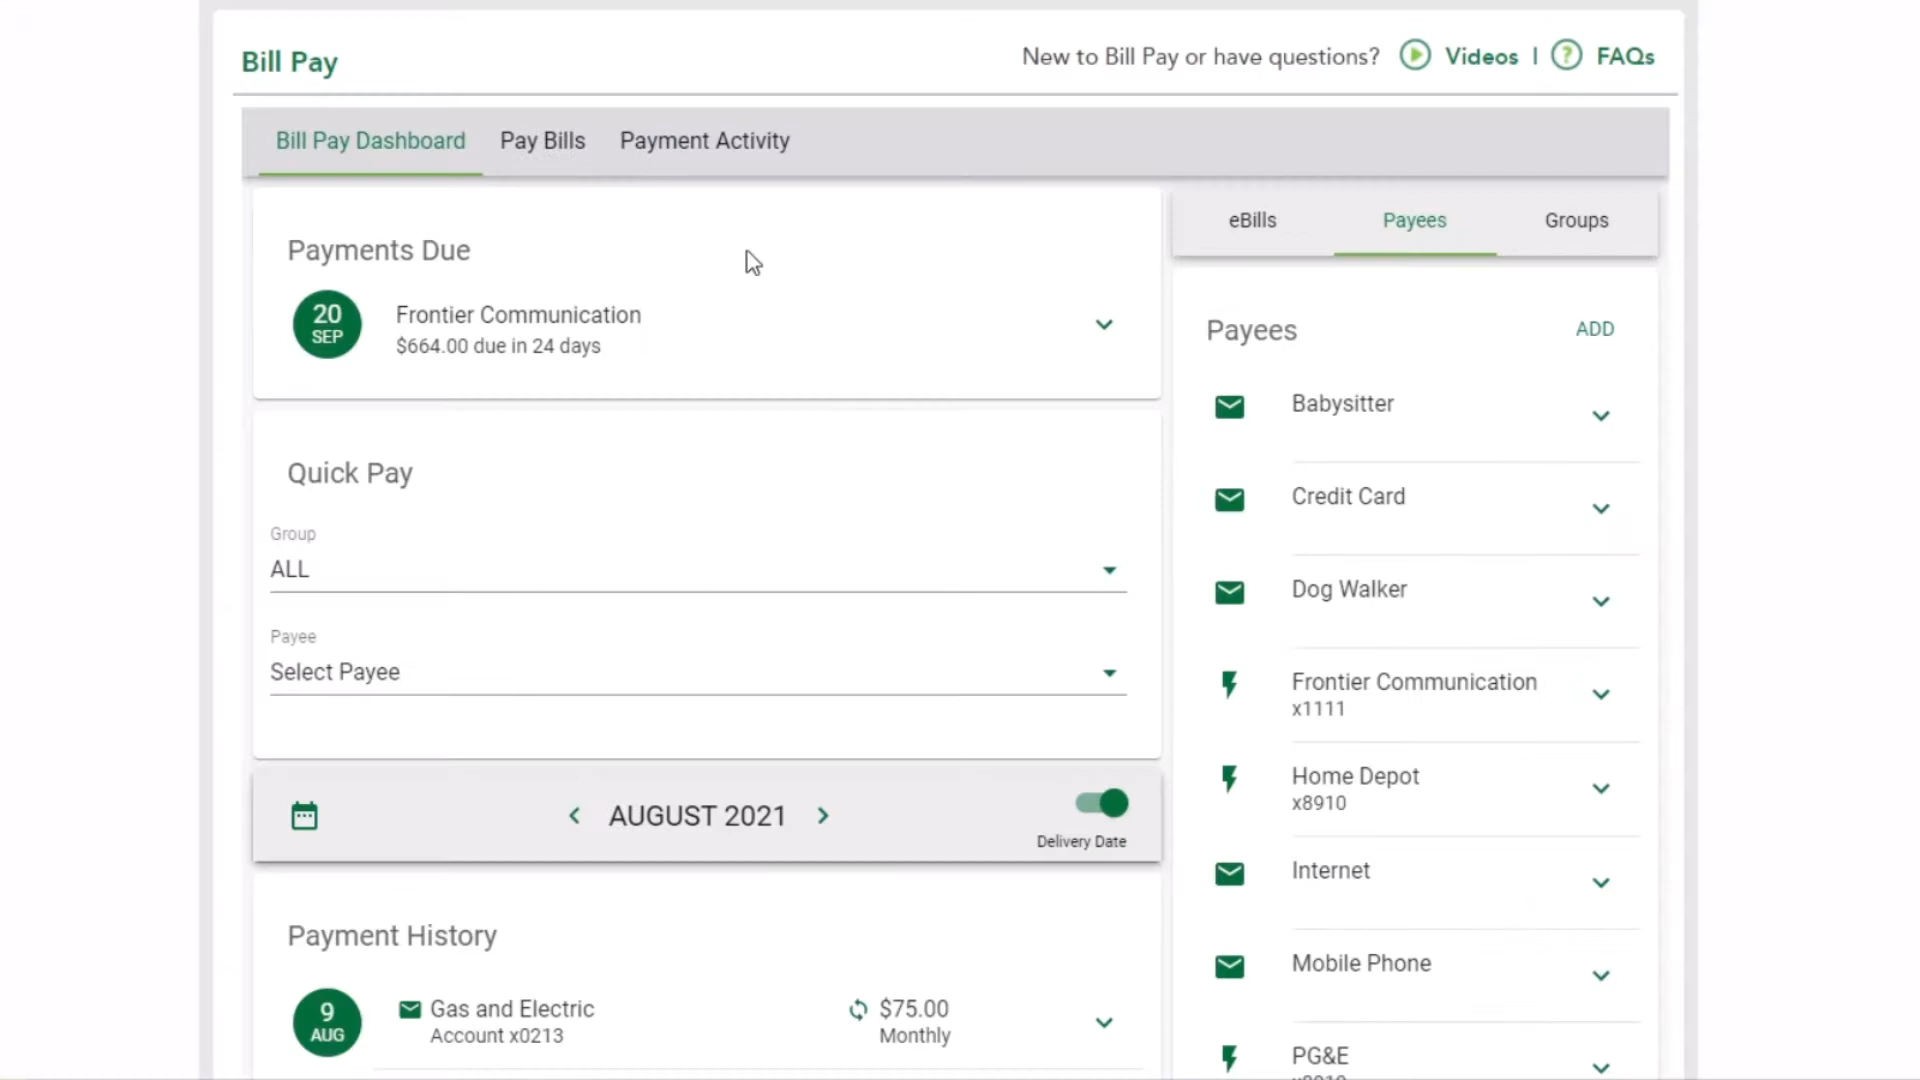 Bill Pay
New to Bill Pay or have questions? Videos | FAQs
Bill Pay Dashboard Pay Bills Payment Activity
Payments Due
20
SEP
Frontier Communication
$664.00 due in 24 days
Quick Pay
Group
ALL
Payee
Select Payee
AUGUST 2021
Delivery Date
Payment History
9
AUG
Gas and Electric
Account x0213
$75.00
Monthly
eBills Payees Groups
Payees ADD
Babysitter
Credit Card
Dog Walker
Frontier Communication
x1111
Home Depot
x8910
Internet
Mobile Phone
PG&E